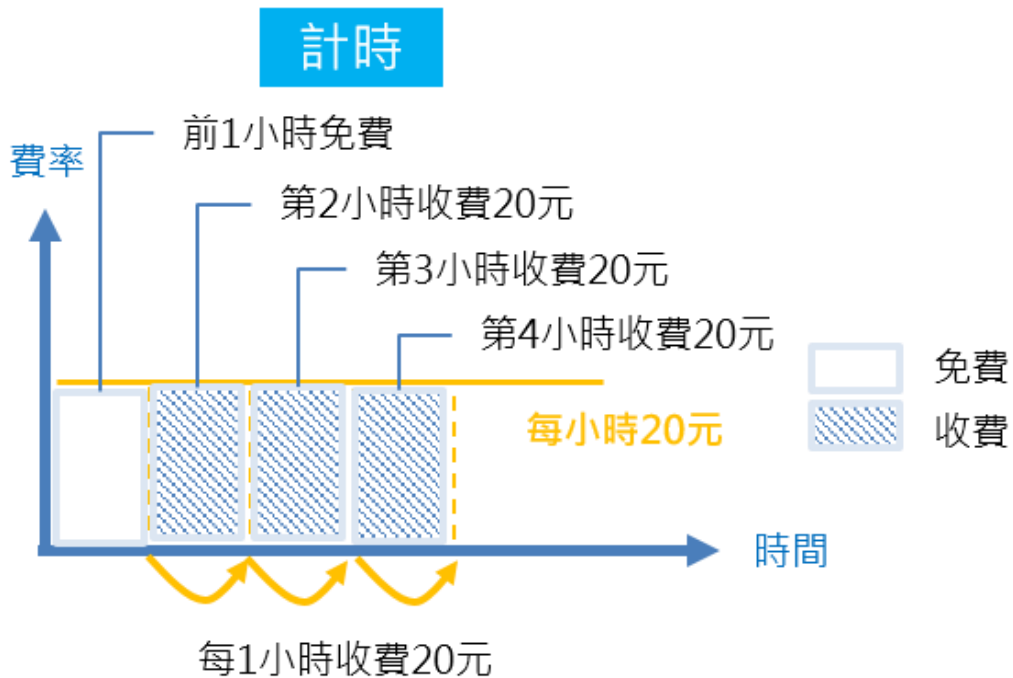 計時
前1小時免費
費率
第2小時收費20元
第3小時收費20元
第4小時收費20元
免費
每小時20元
收費
時間
每1小時收費20元